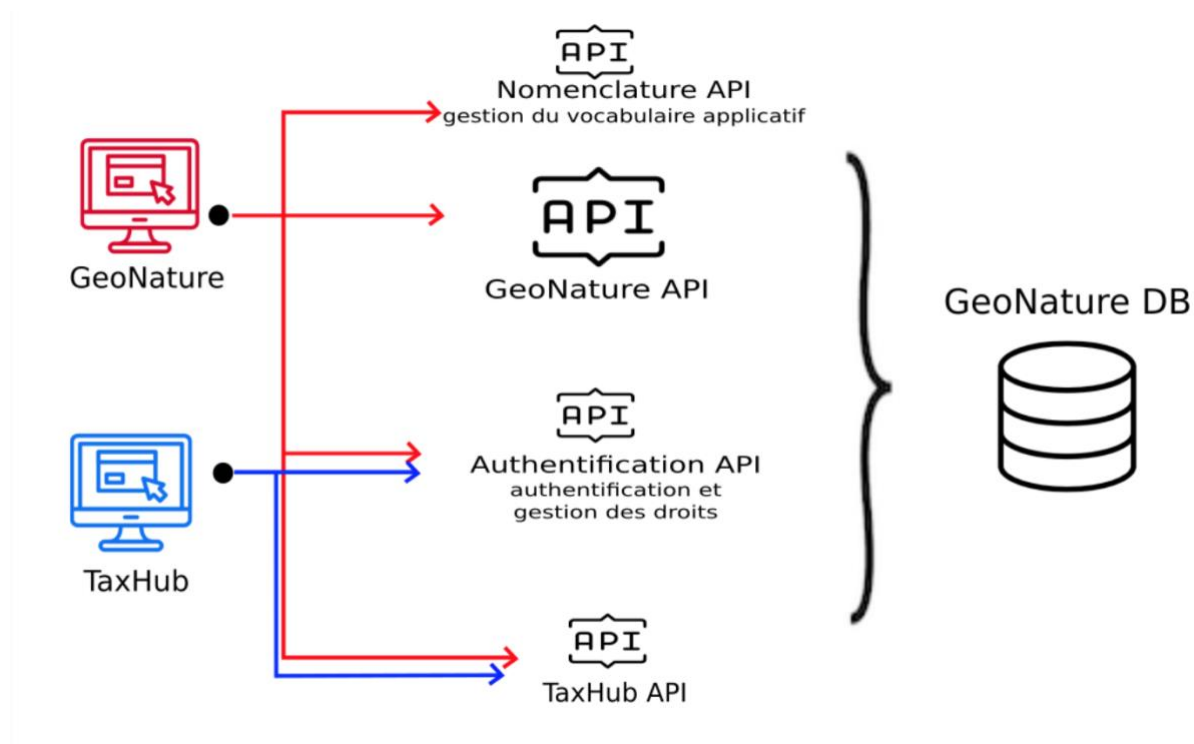 API
Nomenclature API
gestion du vocabulaire applicatif
GeoNature
API
GeoNature API
GeoNature DB
API
Authentification API
authentification et
gestion des droits
TaxHub
API
TaxHub API